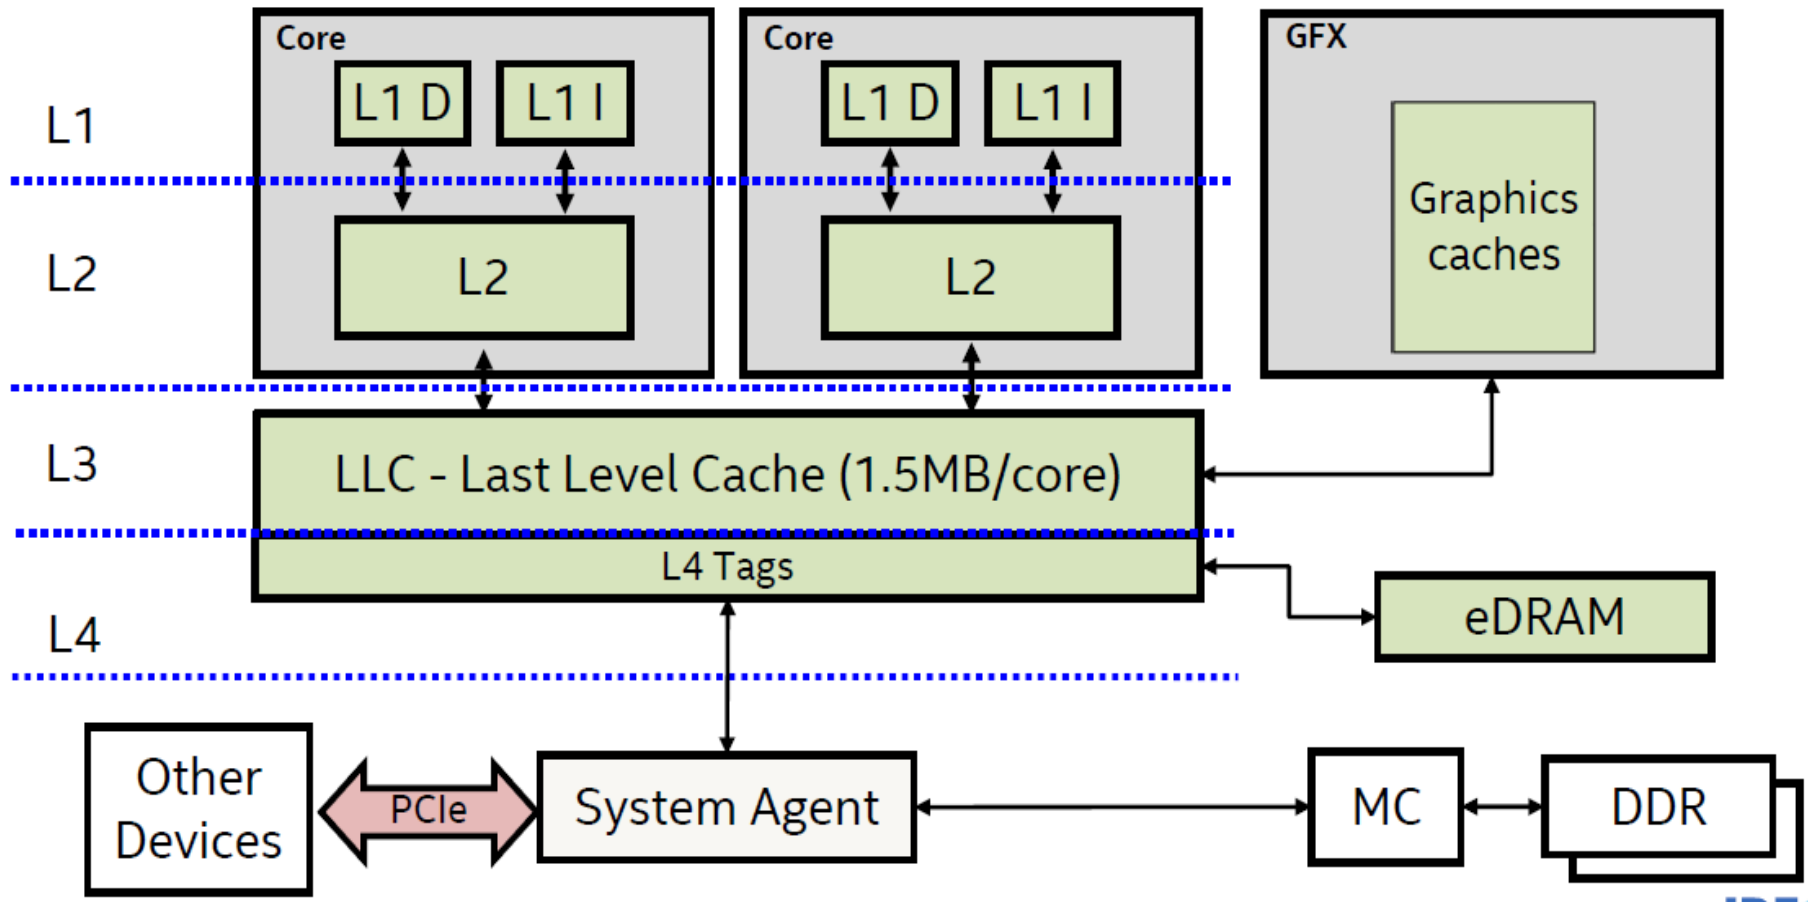 Core
Core
GFX
L1 D
L1 I
L1 D
L1 I
L1
Graphics
caches
L2
L2
L2
L3
LLC - Last Level Cache (1.5MB/core)
L4 Tags
eDRAM
L4
Other
Devices
PCIe
System Agent
MC
DDR